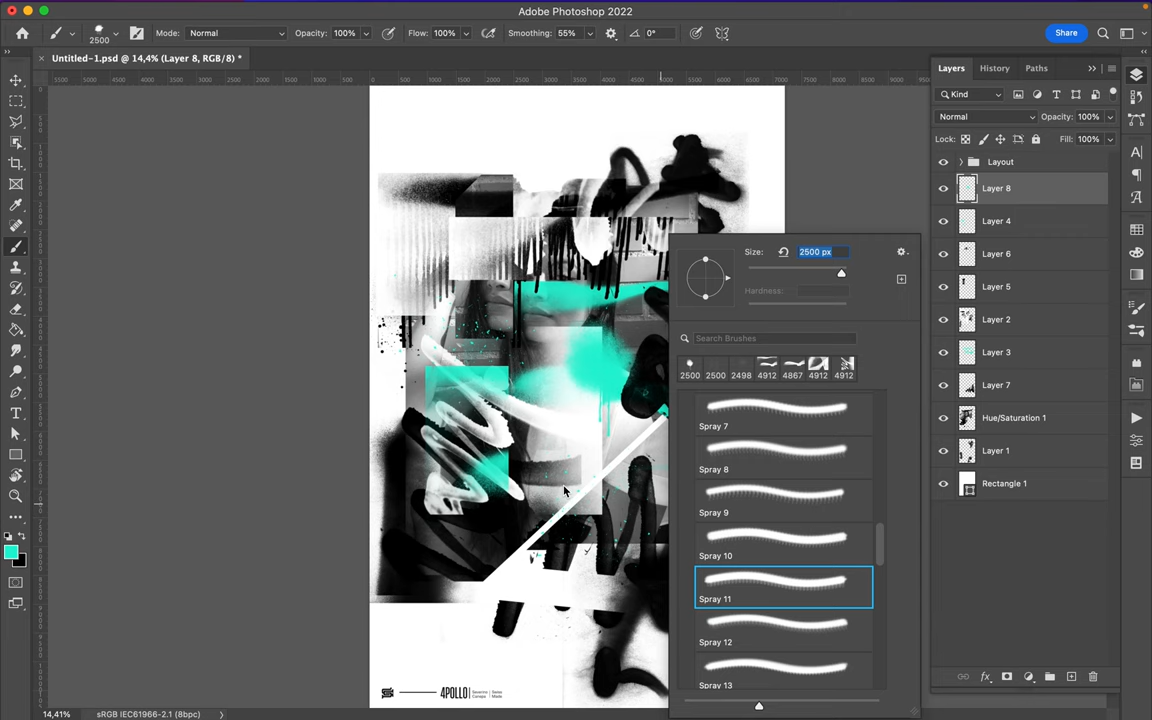 Adobe Photoshop 2022
2500
Mode: Normal
Opacity: 100%
Flow: 100%
Smoothing: 55%
0°
Share
Untitled-1.psd @ 14,4% (Layer 8, RGB/8) *
Layers
History
Paths
Kind
Normal
Opacity: 100%
Lock:
Fill: 100%
Layout
Layer 8
Layer 4
Layer 6
Layer 5
Layer 2
Layer 3
Layer 7
Hue/Saturation 1
Layer 1
Rectangle 1
Size:
2500 px
Hardness:
Search Brushes
2500 2500 2498 4912 4867 4912 4912
Spray 7
Spray 8
Spray 9
Spray 10
Spray 11
Spray 12
Spray 13
4POLLO
14,41%
sRGB IEC61966-2.1 (8bpc)